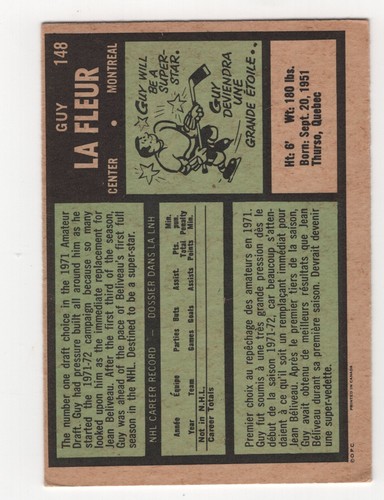 148
GUY
LA FLEUR
CENTER • MONTREAL
GUY WILL
BE A
SUPER-
STAR.
GUY
DEVIENDRA
UNE
GRANDE ÉTOILE..
Ht: 6' Wt: 180 lbs.
Born: Sept. 20, 1951
Thurso, Quebec
The number one draft choice in the 1971 Amateur
Draft. Guy had pressure built all around him as he
started the 1971-72 campaign because so many
looked upon him as the immediate replacement for
Jean Beliveau. After the first third of the season,
Guy was ahead of the pace of Beliveau's first full
season in the NHL. Destined to be a super-star.
NHL CAREER RECORD — DOSSIER DANS LA LNH
Année Équipe Parties Buts Assist. Pts. Min. pun.
Year Team Games Goals Assists Total Points Penalty Min.
Not in N.H.L.
Career Totals
Premier choix au repêchage des amateurs en 1971.
Guy fut soumis à une très grande pression dès le
début de la saison 1971-72, car beaucoup s'atten-
daient à ce qu'il soit un remplaçant immédiat pour
Jean Béliveau. Après le premier tiers de la saison,
Guy avait obtenu de meilleurs résultats que Jean
Béliveau durant sa première saison. Devrait devenir
une super-vedette.
O.P.C. PRINTED IN CANADA